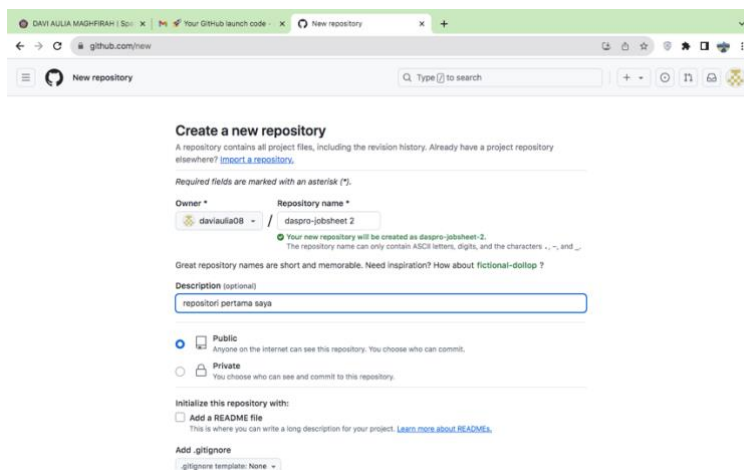 DAVI AULIA MAGHFIRAH | Spa
Your GitHub launch code -
New repository
github.com/new
New repository
Type / to search
Create a new repository
A repository contains all project files, including the revision history. Already have a project repository
elsewhere? Import a repository.
Required fields are marked with an asterisk (*).
Owner * Repository name *
daviaulia08 / daspro-jobsheet 2
Your new repository will be created as daspro-jobsheet-2.
The repository name can only contain ASCII letters, digits, and the characters ., -, and _.
Great repository names are short and memorable. Need inspiration? How about fictional-dollop ?
Description (optional)
repositori pertama saya
Public
Anyone on the internet can see this repository. You choose who can commit.
Private
You choose who can see and commit to this repository.
Initialize this repository with:
Add a README file
This is where you can write a long description for your project. Learn more about READMEs.
Add .gitignore
.gitignore template: None